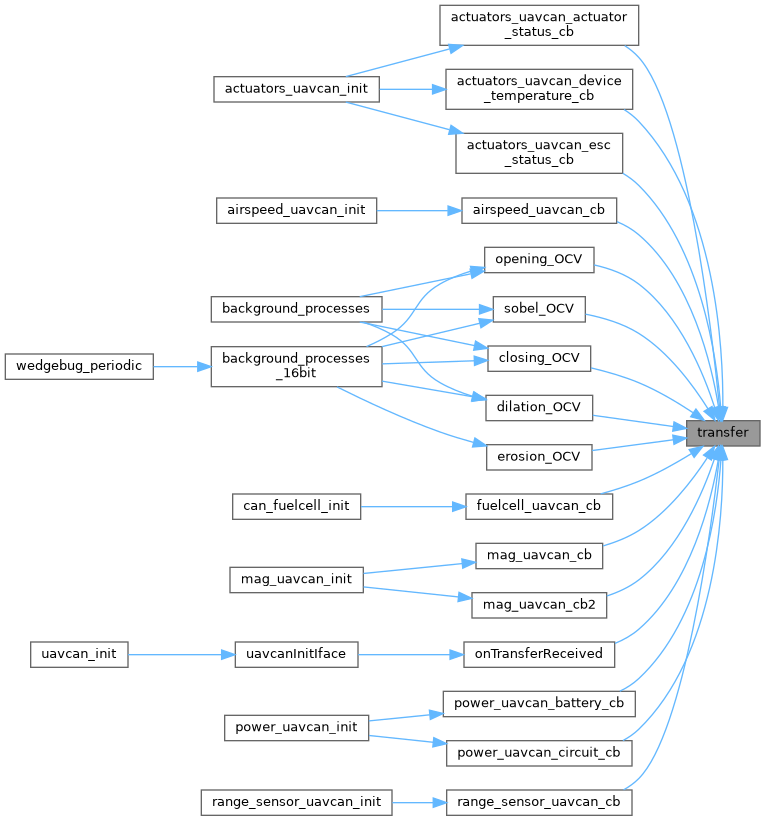 actuators_uavcan_actuator
_status_cb
actuators_uavcan_init
actuators_uavcan_device
_temperature_cb
actuators_uavcan_esc
_status_cb
airspeed_uavcan_init
airspeed_uavcan_cb
opening_OCV
background_processes
sobel_OCV
wedgebug_periodic
background_processes
_16bit
closing_OCV
dilation_OCV
transfer
erosion_OCV
can_fuelcell_init
fuelcell_uavcan_cb
mag_uavcan_init
mag_uavcan_cb
mag_uavcan_cb2
uavcan_init
uavcanInitIface
onTransferReceived
power_uavcan_init
power_uavcan_battery_cb
power_uavcan_circuit_cb
range_sensor_uavcan_init
range_sensor_uavcan_cb